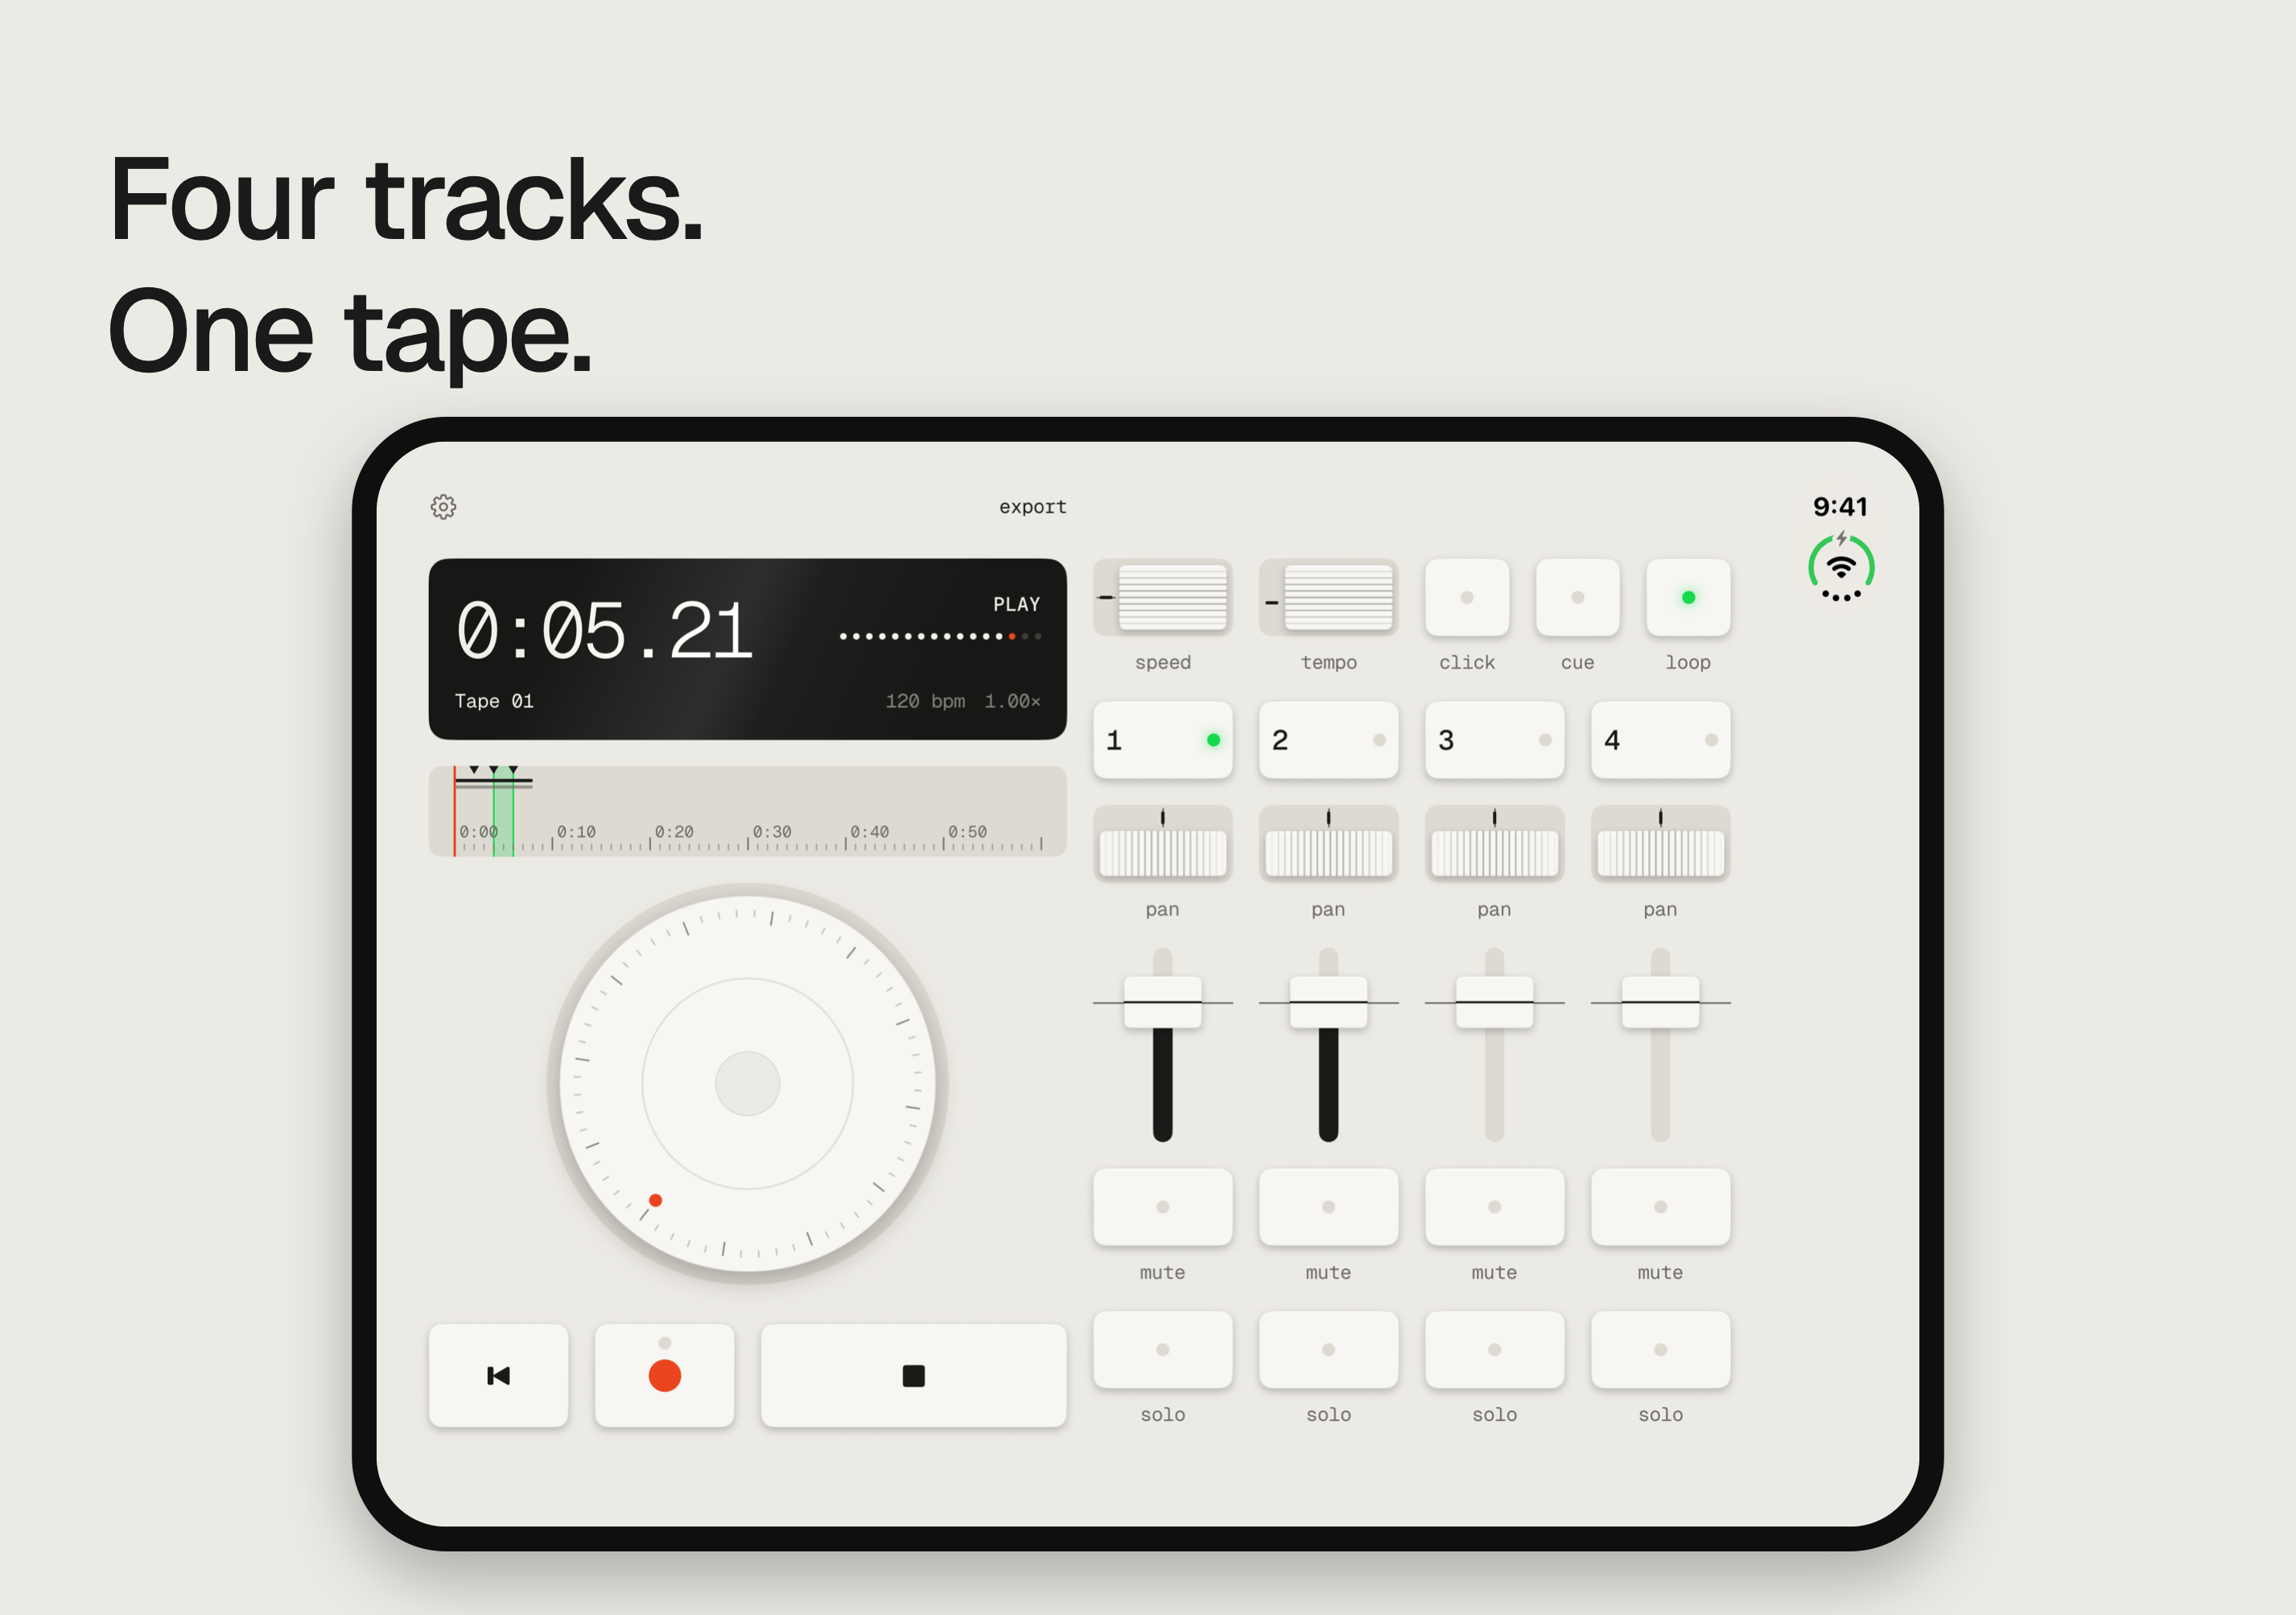 Four tracks.
One tape.
export
9:41
0:05.21
PLAY
Tape 01
120 bpm 1.00×
speed
tempo
click
cue
loop
1
2
3
4
0:00
0:10
0:20
0:30
0:40
0:50
pan
pan
pan
pan
mute
mute
mute
mute
solo
solo
solo
solo